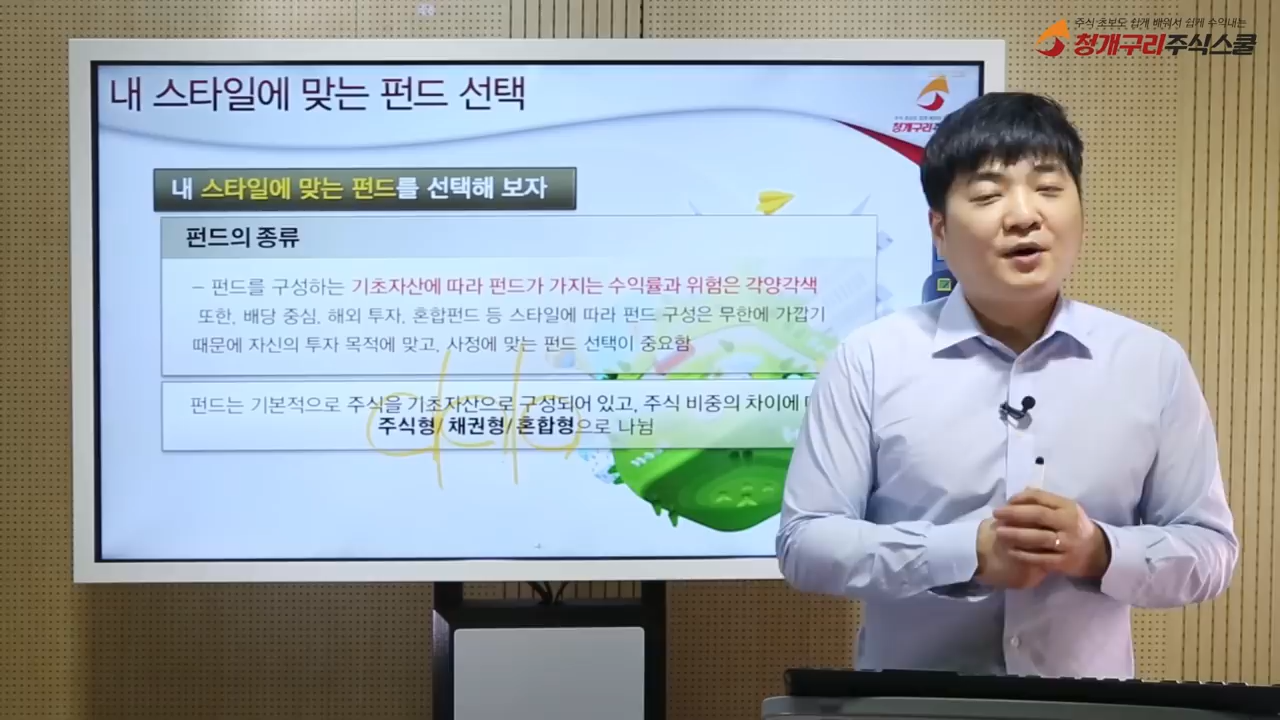 주식 초보도 쉽게 배워서 쉽게 수익내는
청개구리주식스쿨
내 스타일에 맞는 펀드 선택
청개구리주
내 스타일에 맞는 펀드를 선택해 보자
펀드의 종류
– 펀드를 구성하는 기초자산에 따라 펀드가 가지는 수익률과 위험은 각양각색
또한, 배당 중심, 해외 투자, 혼합펀드 등 스타일에 따라 펀드 구성은 무한에 가깝기
때문에 자신의 투자 목적에 맞고, 사정에 맞는 펀드 선택이 중요함
펀드는 기본적으로 주식을 기초자산으로 구성되어 있고, 주식 비중의 차이에
주식형/ 채권형/ 혼합형으로 나뉨